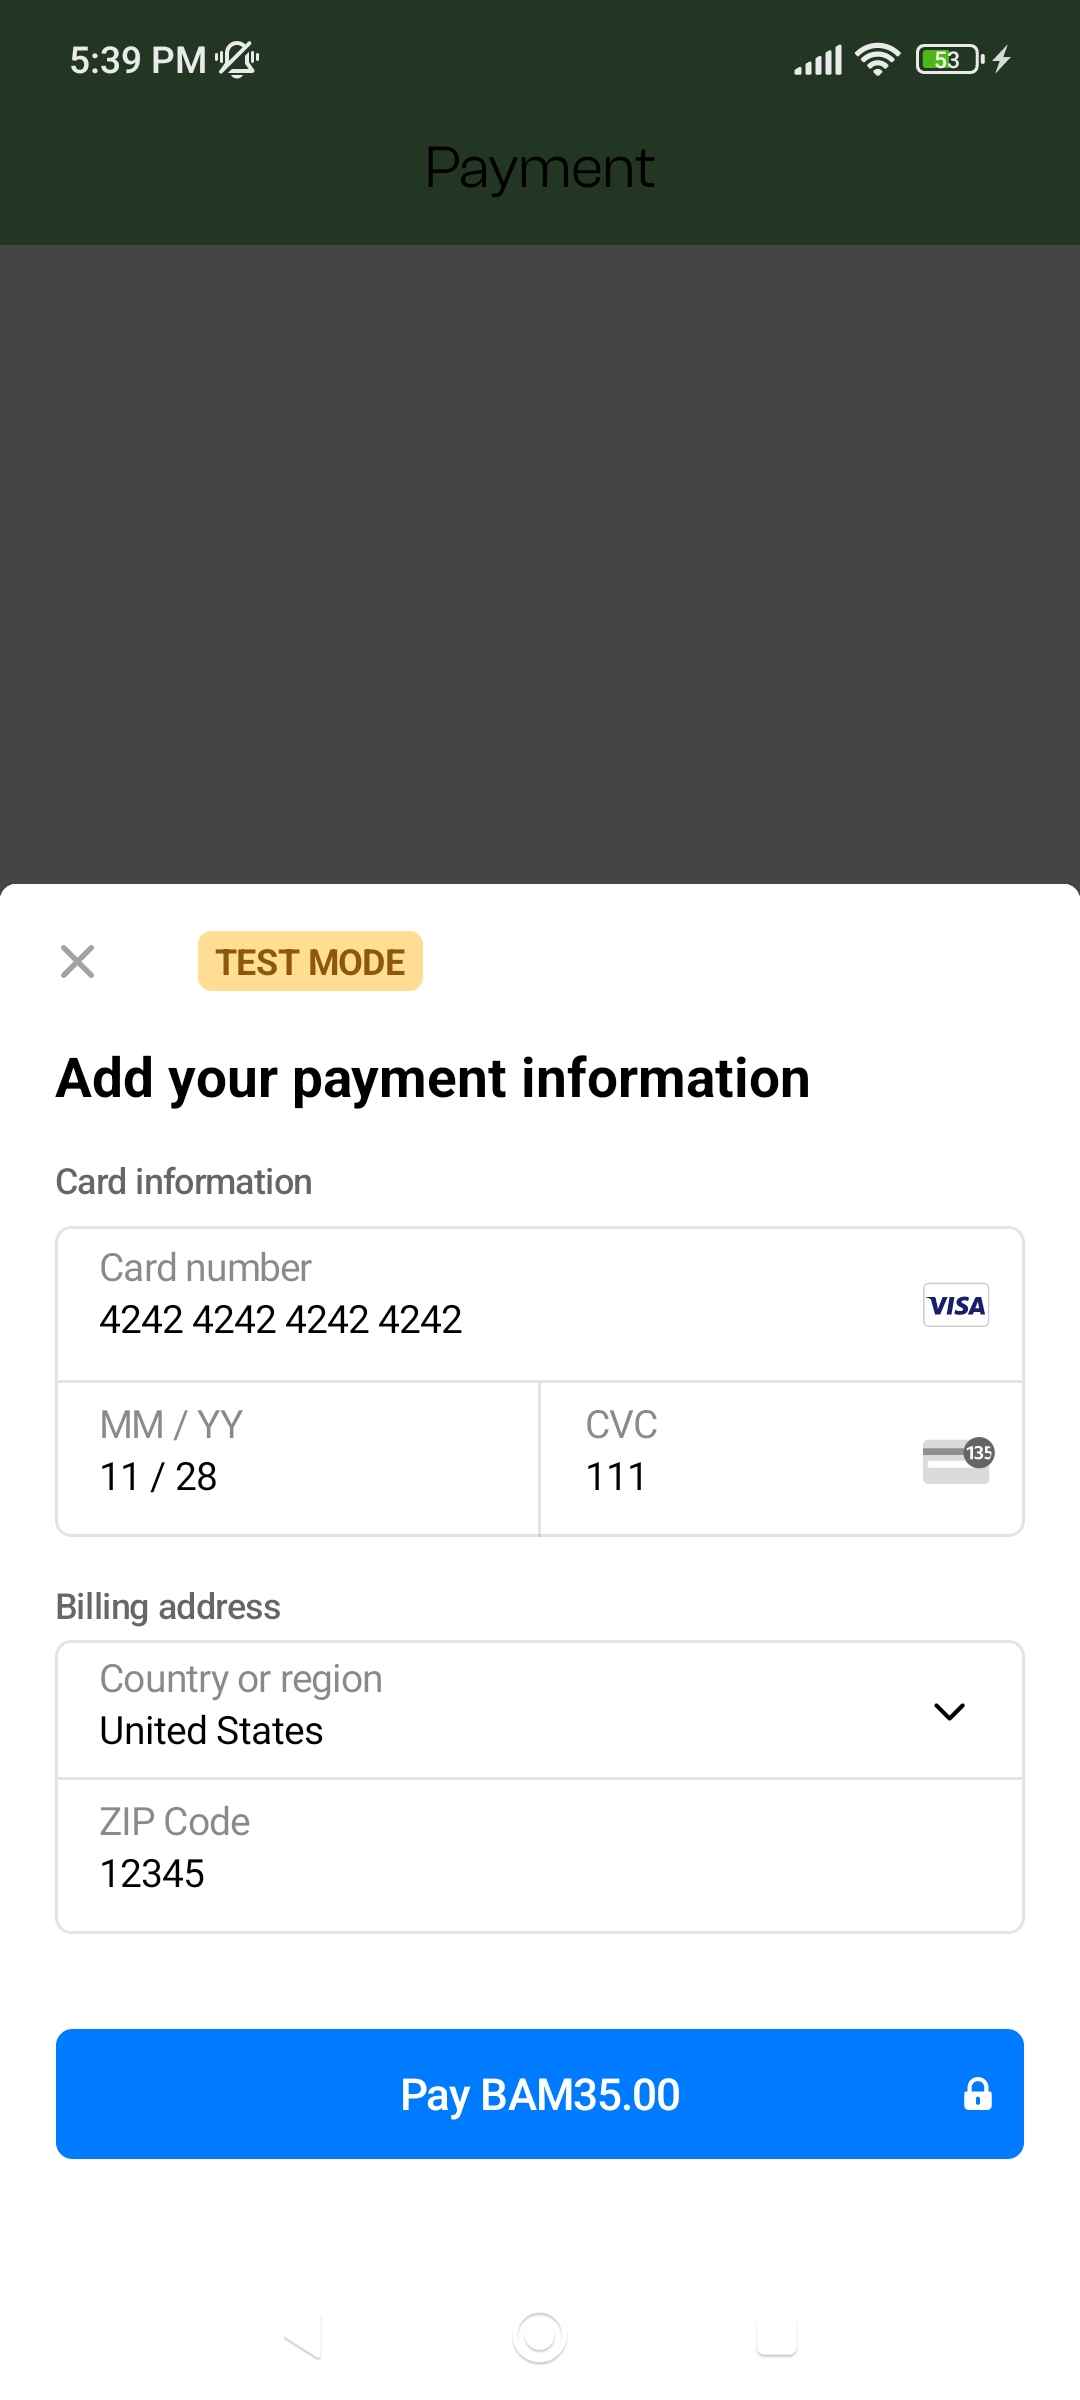 5:39 PM
53
Payment
TEST MODE
Add your payment information
Card information
Card number
4242 4242 4242 4242
VISA
MM / YY
11 / 28
CVC
111
135
Billing address
Country or region
United States
ZIP Code
12345
Pay BAM35.00